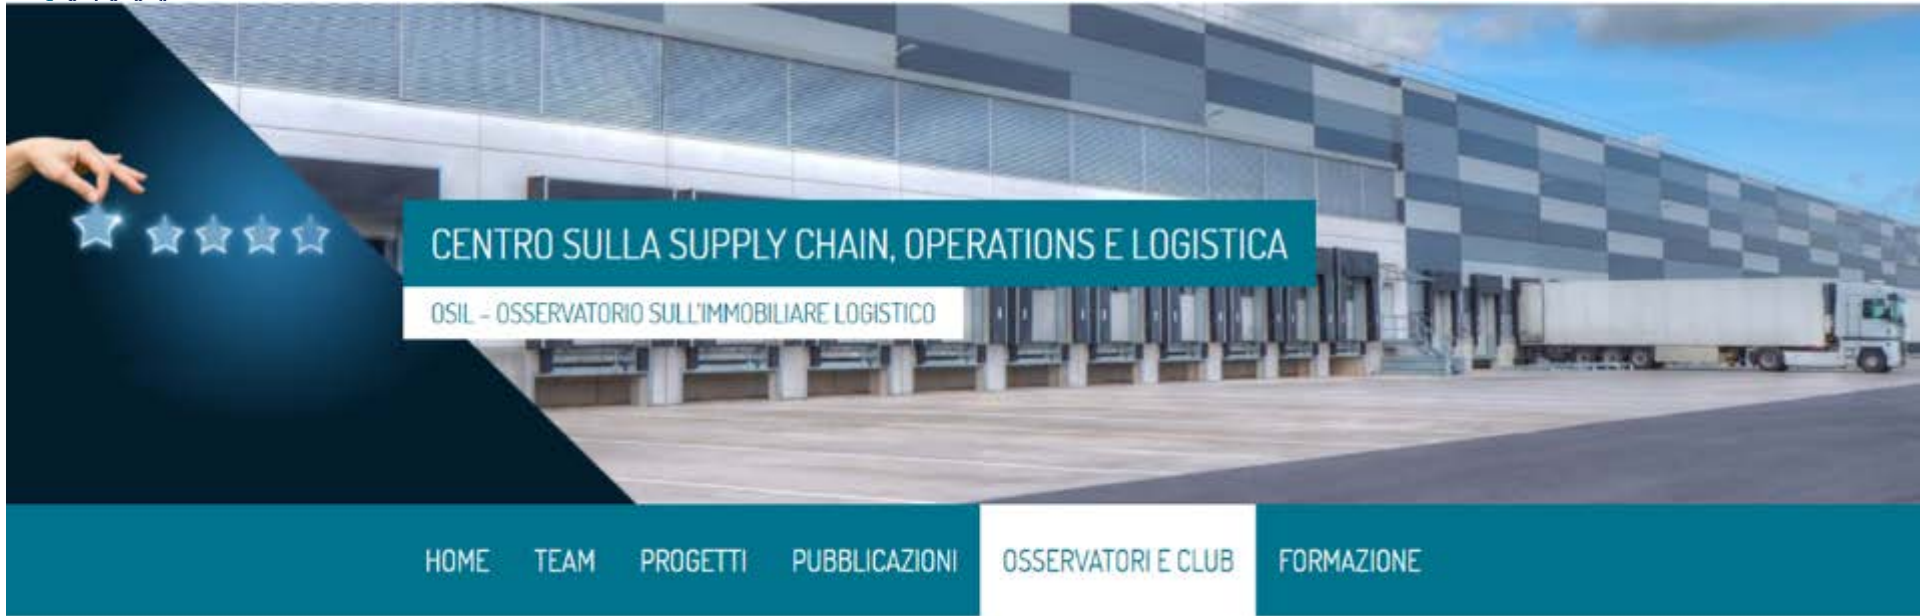 CENTRO SULLA SUPPLY CHAIN, OPERATIONS E LOGISTICA
OSIL – OSSERVATORIO SULL'IMMOBILIARE LOGISTICO
HOME TEAM PROGETTI PUBBLICAZIONI OSSERVATORI E CLUB FORMAZIONE